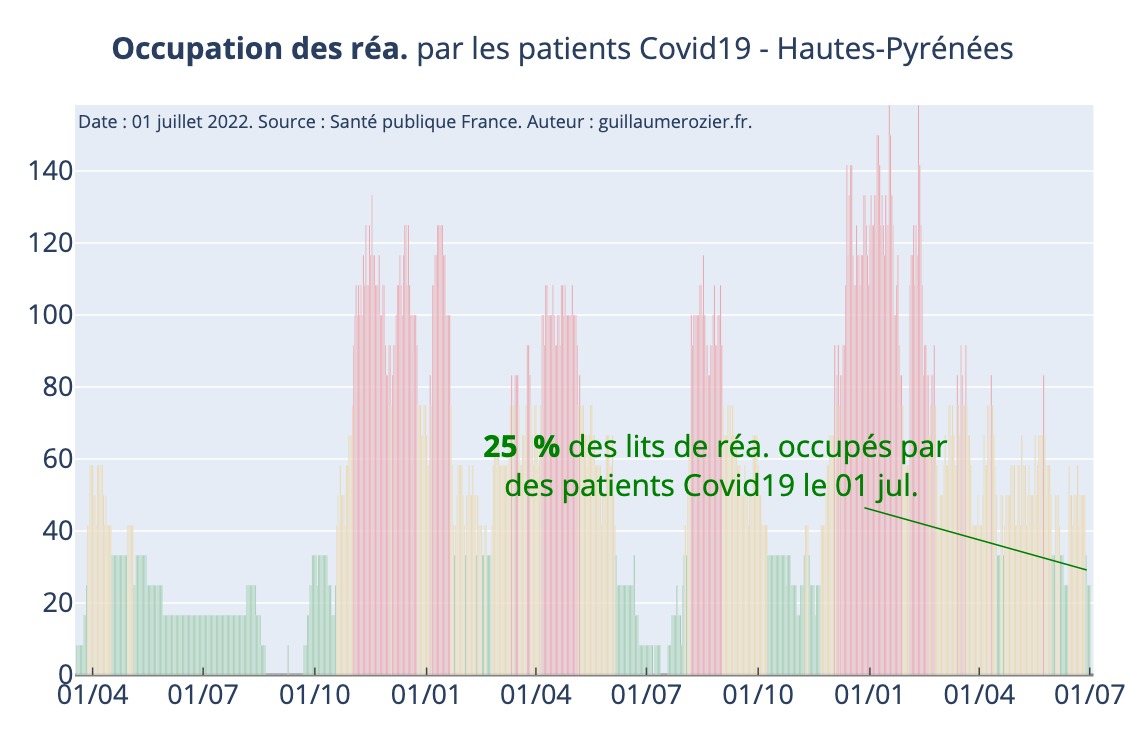 Occupation des réa. par les patients Covid19 - Hautes-Pyrénées
Date : 01 juillet 2022. Source : Santé publique France. Auteur : guillaumerozier.fr.
140
120
100
80
60
40
20
0
25 % des lits de réa. occupés par
des patients Covid19 le 01 jul.
01/04 01/07 01/10 01/01 01/04 01/07 01/10 01/01 01/04 01/07